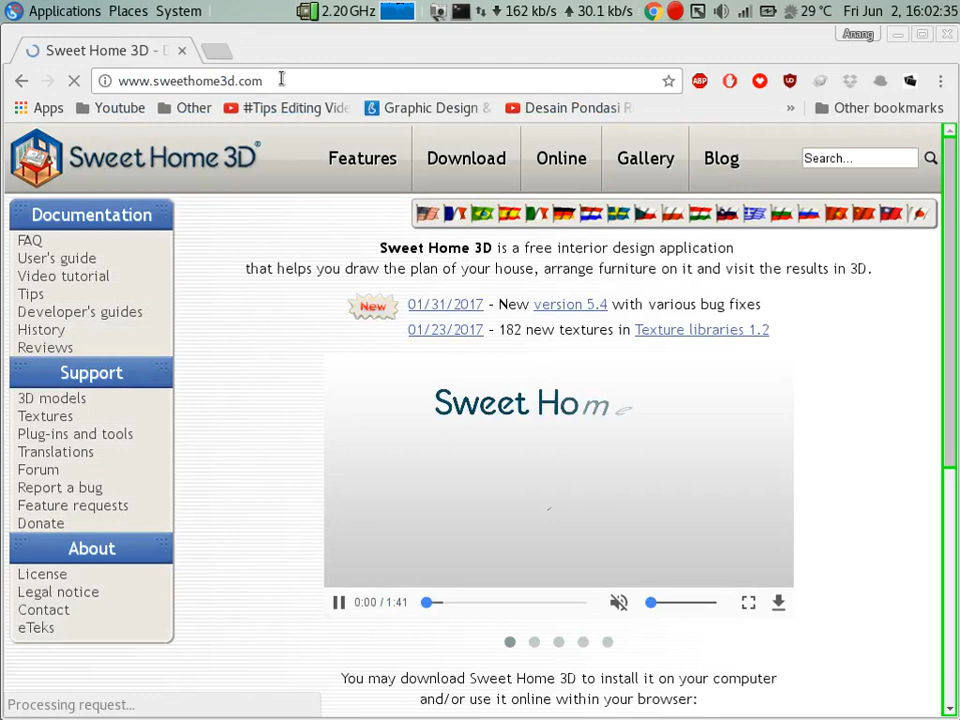 Applications Places System 2.20 GHz 162 kb/s 30.1 kb/s 29 °C Fri Jun 2, 16:02:35
Sweet Home 3D -
Anang
www.sweethome3d.com
ABP
Apps Youtube Other #Tips Editing Vide Graphic Design & Desain Pondasi Other bookmarks
Sweet Home 3D® Features Download Online Gallery Blog Search...
Documentation
FAQ
User's guide
Video tutorial
Tips
Developer's guides
History
Reviews
Support
3D models
Textures
Plug-ins and tools
Translations
Forum
Report a bug
Feature requests
Donate
About
License
Legal notice
Contact
eTeks
Sweet Home 3D is a free interior design application
that helps you draw the plan of your house, arrange furniture on it and visit the results in 3D.
New 01/31/2017 - New version 5.4 with various bug fixes
01/23/2017 - 182 new textures in Texture libraries 1.2
Sweet Home
0:00 / 1:41
You may download Sweet Home 3D to install it on your computer
and/or use it online within your browser:
Processing request...